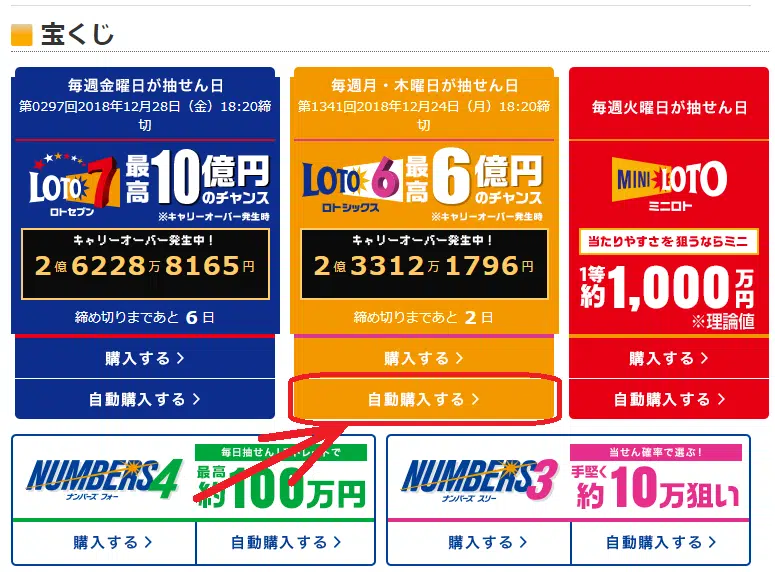 宝くじ
毎週金曜日が抽せん日
第0297回2018年12月28日（金）18:20締
切
LOTO7
ロトセブン
最高10億円
のチャンス
※キャリーオーバー発生時
キャリーオーバー発生中！
2億6228万8165円
締め切りまであと 6 日
購入する
自動購入する
毎週月・木曜日が抽せん日
第1341回2018年12月24日（月）18:20締
切
LOTO6
ロトシックス
最高6億円
のチャンス
※キャリーオーバー発生時
キャリーオーバー発生中！
2億3312万1796円
締め切りまであと 2 日
購入する
自動購入する
毎週火曜日が抽せん日
MINI LOTO
ミニロト
当たりやすさを狙うならミニ
1等
約1,000万円
※理論値
購入する
自動購入する
NUMBERS4
ナンバーズ フォー
毎日抽せん！
で
最高
約100万円
購入する
自動購入する
NUMBERS3
ナンバーズ スリー
当せん確率で選ぶ！
手堅く
約10万狙い
購入する
自動購入する